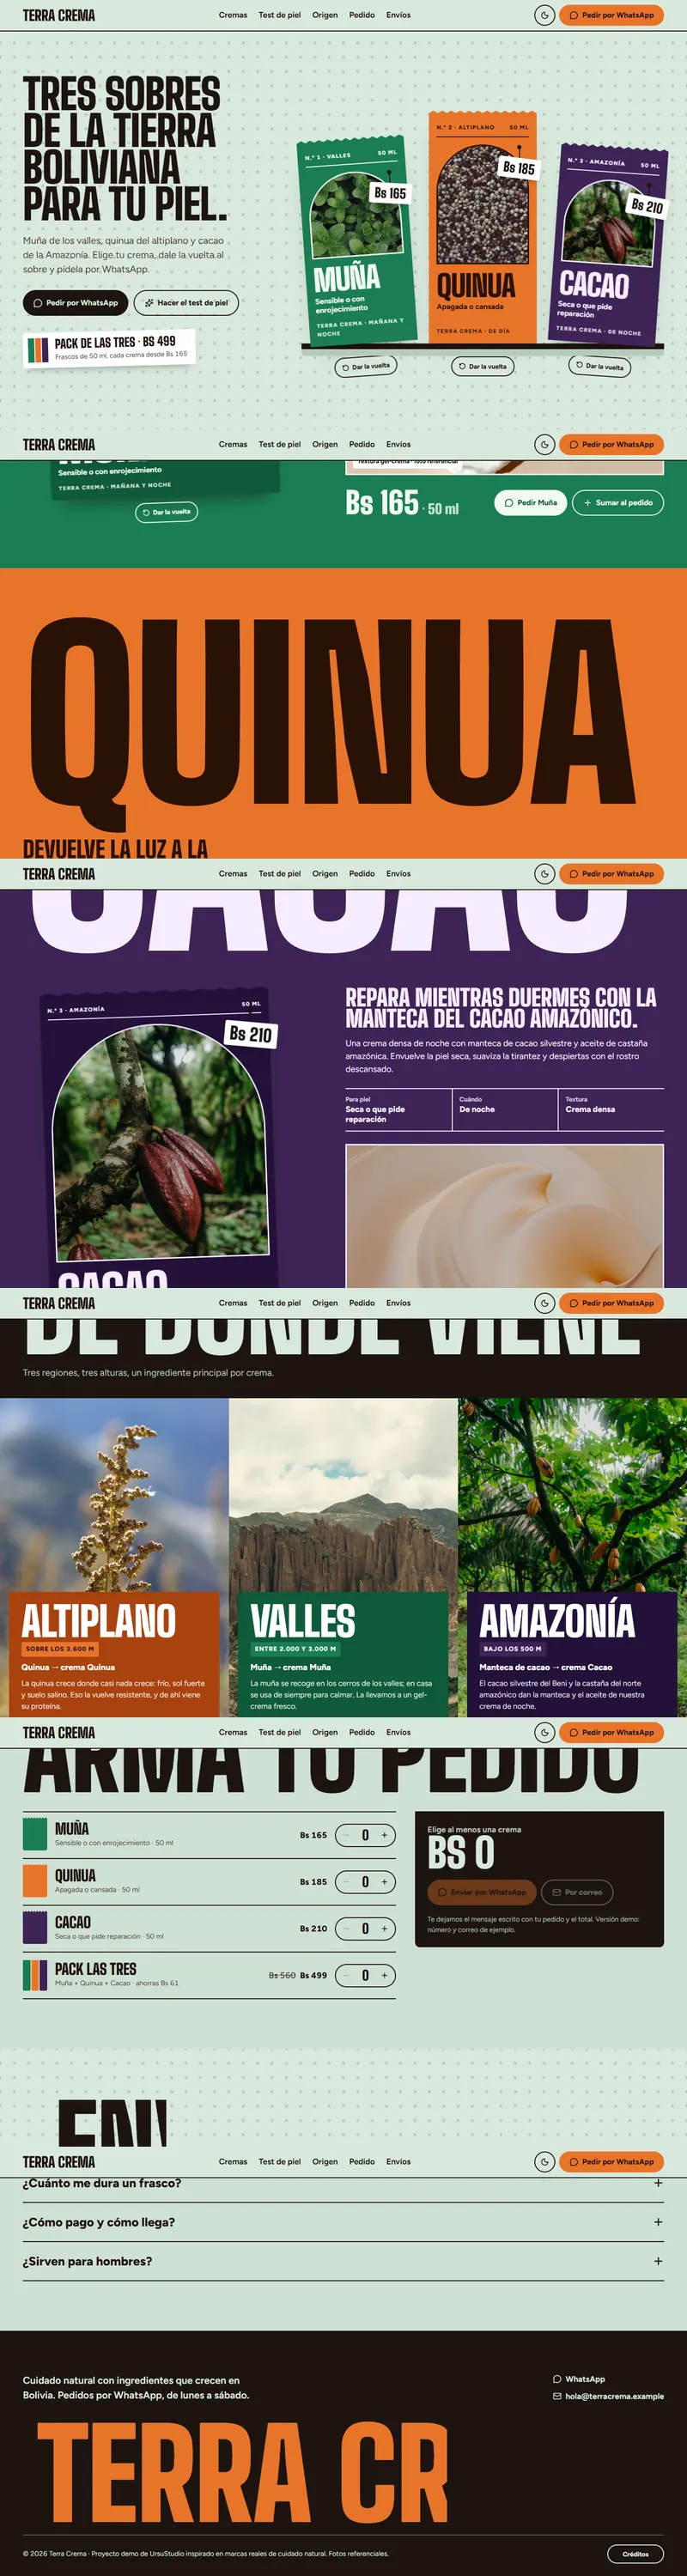 TERRA CREMA
Cremas Test de piel Origen Pedido Envíos
Pedir por WhatsApp
TRES SOBRES
DE LA TIERRA
BOLIVIANA
PARA TU PIEL.
Muña de los valles, quinua del altiplano y cacao
de la Amazonía. Elige tu crema, dale la vuelta al
sobre y pídela por WhatsApp.
Pedir por WhatsApp
Hacer el test de piel
PACK DE LAS TRES · BS 499
Frascos de 50 ml, cada crema desde Bs 165
N.º 1 · VALLES 50 ML
Bs 165
MUÑA
Sensible o con
enrojecimiento
TERRA CREMA · MAÑANA Y
NOCHE
Dar la vuelta
N.º 2 · ALTIPLANO 50 ML
Bs 185
QUINUA
Apagada o cansada
TERRA CREMA · DE DÍA
Dar la vuelta
N.º 3 · AMAZONÍA 50 ML
Bs 210
CACAO
Seca o que pide
reparación
TERRA CREMA · DE NOCHE
Dar la vuelta
TERRA CREMA
Cremas Test de piel Origen Pedido Envíos
Pedir por WhatsApp
Sensible o con enrojecimiento
TERRA CREMA · MAÑANA Y NOCHE
Dar la vuelta
Textura gel-crema · foto referencial
Bs 165 · 50 ml
Pedir Muña
Sumar al pedido
QUINUA
DEVUELVE LA LUZ A LA
TERRA CREMA
Cremas Test de piel Origen Pedido Envíos
Pedir por WhatsApp
CACAO
N.º 3 · AMAZONÍA 50 ML
Bs 210
CACAO
REPARA MIENTRAS DUERMES CON LA
MANTECA DEL CACAO AMAZÓNICO.
Una crema densa de noche con manteca de cacao silvestre y aceite de castaña
amazónica. Envuelve la piel seca, suaviza la tirantez y despiertas con el rostro
descansado.
Para piel
Seca o que pide
reparación
Cuándo
De noche
Textura
Crema densa
TERRA CREMA
Cremas Test de piel Origen Pedido Envíos
Pedir por WhatsApp
DE DÓNDE VIENE
Tres regiones, tres alturas, un ingrediente principal por crema.
ALTIPLANO
SOBRE LOS 3.600 M
Quinua → crema Quinua
La quinua crece donde casi nada crece: frío, sol fuerte
y suelo salino. Eso la vuelve resistente, y de ahí viene
su proteína.
VALLES
ENTRE 2.000 Y 3.000 M
Muña → crema Muña
La muña se recoge en los cerros de los valles; en casa
se usa de siempre para calmar. La llevamos a un gel-
crema fresco.
AMAZONÍA
BAJO LOS 500 M
Manteca de cacao → crema Cacao
El cacao silvestre del Beni y la castaña del norte
amazónico dan la manteca y el aceite de nuestra
crema de noche.
TERRA CREMA
Cremas Test de piel Origen Pedido Envíos
Pedir por WhatsApp
ARMA TU PEDIDO
MUÑA
Sensible o con enrojecimiento · 50 ml
Bs 165 − 0 +
QUINUA
Apagada o cansada · 50 ml
Bs 185 − 0 +
CACAO
Seca o que pide reparación · 50 ml
Bs 210 − 0 +
PACK LAS TRES
Muña + Quinua + Cacao · ahorras Bs 61
Bs 560 Bs 499 − 0 +
Elige al menos una crema
BS 0
Enviar por WhatsApp
Por correo
Te dejamos el mensaje escrito con tu pedido y el total. Versión demo:
número y correo de ejemplo.
TERRA CREMA
Cremas Test de piel Origen Pedido Envíos
Pedir por WhatsApp
¿Cuánto me dura un frasco? +
¿Cómo pago y cómo llega? +
¿Sirven para hombres? +
Cuidado natural con ingredientes que crecen en
Bolivia. Pedidos por WhatsApp, de lunes a sábado.
WhatsApp
hola@terracrema.example
TERRA CR
© 2026 Terra Crema · Proyecto demo de UrsuStudio inspirado en marcas reales de cuidado natural. Fotos referenciales.
Créditos